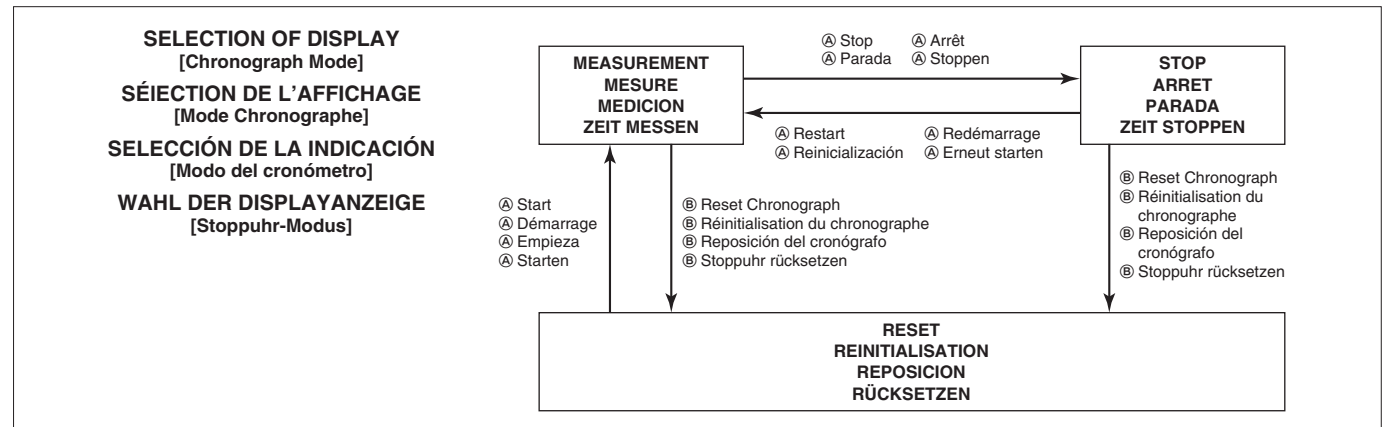 SELECTION OF DISPLAY
[Chronograph Mode]
SÉIECTION DE L'AFFICHAGE
[Mode Chronographe]
SELECCIÓN DE LA INDICACIÓN
[Modo del cronómetro]
WAHL DER DISPLAYANZEIGE
[Stoppuhr-Modus]
MEASUREMENT
MESURE
MEDICION
ZEIT MESSEN
Ⓐ Stop Ⓐ Arrêt
Ⓐ Parada Ⓐ Stoppen
STOP
ARRET
PARADA
ZEIT STOPPEN
Ⓐ Restart Ⓐ Redémarrage
Ⓐ Reinicialización Ⓐ Erneut starten
Ⓐ Start
Ⓐ Démarrage
Ⓐ Empieza
Ⓐ Starten
Ⓑ Reset Chronograph
Ⓑ Réinitialisation du chronographe
Ⓑ Reposición del cronógrafo
Ⓑ Stoppuhr rücksetzen
Ⓑ Reset Chronograph
Ⓑ Réinitialisation du
chronographe
Ⓑ Reposición del
cronógrafo
Ⓑ Stoppuhr rücksetzen
RESET
REINITIALISATION
REPOSICION
RÜCKSETZEN